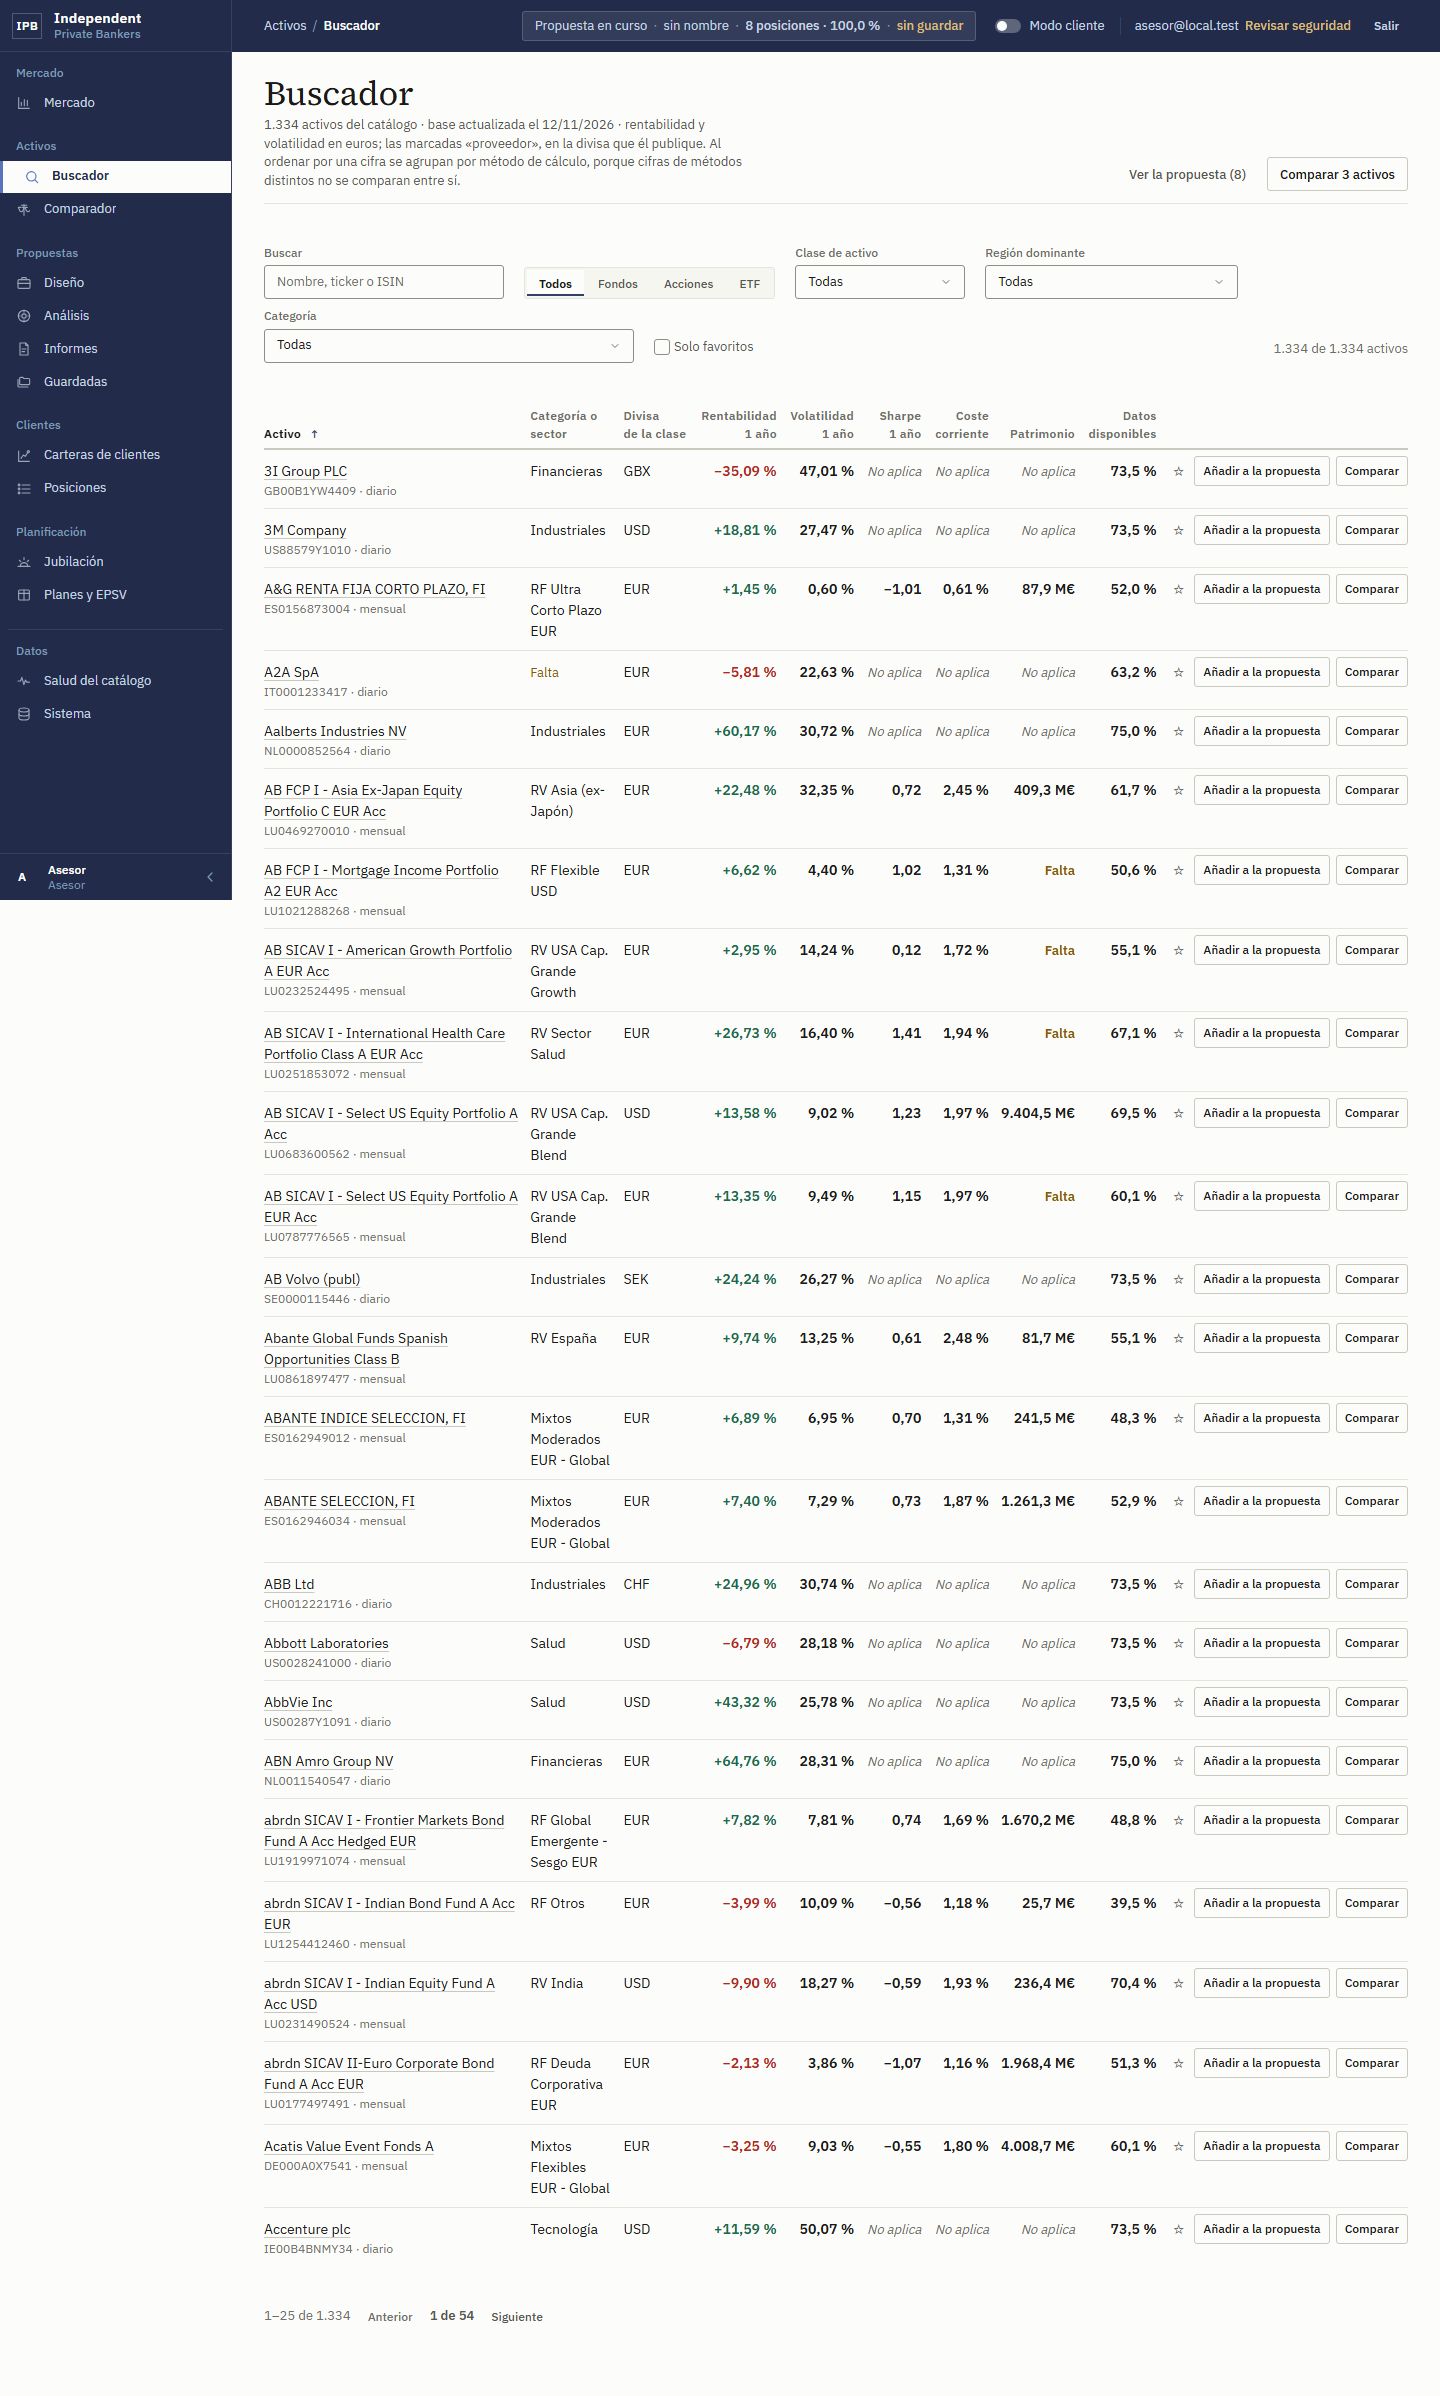 IPB
Independent
Private Bankers
Activos / Buscador
Propuesta en curso · sin nombre · 8 posiciones · 100,0 % · sin guardar
Modo cliente
asesor@local.test Revisar seguridad
Salir
Mercado
Mercado
Activos
Buscador
Comparador
Propuestas
Diseño
Análisis
Informes
Guardadas
Clientes
Carteras de clientes
Posiciones
Planificación
Jubilación
Planes y EPSV
Datos
Salud del catálogo
Sistema
A
Asesor
Asesor
Buscador
1.334 activos del catálogo · base actualizada el 12/11/2026 · rentabilidad y
volatilidad en euros; las marcadas «proveedor», en la divisa que él publique. Al
ordenar por una cifra se agrupan por método de cálculo, porque cifras de métodos
distintos no se comparan entre sí.
Ver la propuesta (8)
Comparar 3 activos
Buscar
Nombre, ticker o ISIN
Todos Fondos Acciones ETF
Clase de activo
Todas
Región dominante
Todas
Categoría
Todas
Solo favoritos
1.334 de 1.334 activos
Activo ↑ Categoría o sector Divisa de la clase Rentabilidad 1 año Volatilidad 1 año Sharpe 1 año Coste corriente Patrimonio Datos disponibles
3I Group PLC Financieras GBX −35,09 % 47,01 % No aplica No aplica No aplica 73,5 % ☆ Añadir a la propuesta Comparar
GB00B1YW4409 · diario
3M Company Industriales USD +18,81 % 27,47 % No aplica No aplica No aplica 73,5 % ☆ Añadir a la propuesta Comparar
US88579Y1010 · diario
A&G RENTA FIJA CORTO PLAZO, FI RF Ultra Corto Plazo EUR EUR +1,45 % 0,60 % −1,01 0,61 % 87,9 M€ 52,0 % ☆ Añadir a la propuesta Comparar
ES0156873004 · mensual
A2A SpA Falta EUR −5,81 % 22,63 % No aplica No aplica No aplica 63,2 % ☆ Añadir a la propuesta Comparar
IT0001233417 · diario
Aalberts Industries NV Industriales EUR +60,17 % 30,72 % No aplica No aplica No aplica 75,0 % ☆ Añadir a la propuesta Comparar
NL0000852564 · diario
AB FCP I - Asia Ex-Japan Equity Portfolio C EUR Acc RV Asia (ex-Japón) EUR +22,48 % 32,35 % 0,72 2,45 % 409,3 M€ 61,7 % ☆ Añadir a la propuesta Comparar
LU0469270010 · mensual
AB FCP I - Mortgage Income Portfolio A2 EUR Acc RF Flexible USD EUR +6,62 % 4,40 % 1,02 1,31 % Falta 50,6 % ☆ Añadir a la propuesta Comparar
LU1021288268 · mensual
AB SICAV I - American Growth Portfolio A EUR Acc RV USA Cap. Grande Growth EUR +2,95 % 14,24 % 0,12 1,72 % Falta 55,1 % ☆ Añadir a la propuesta Comparar
LU0232524495 · mensual
AB SICAV I - International Health Care Portfolio Class A EUR Acc RV Sector Salud EUR +26,73 % 16,40 % 1,41 1,94 % Falta 67,1 % ☆ Añadir a la propuesta Comparar
LU0251853072 · mensual
AB SICAV I - Select US Equity Portfolio A Acc RV USA Cap. Grande Blend USD +13,58 % 9,02 % 1,23 1,97 % 9.404,5 M€ 69,5 % ☆ Añadir a la propuesta Comparar
LU0683600562 · mensual
AB SICAV I - Select US Equity Portfolio A EUR Acc RV USA Cap. Grande Blend EUR +13,35 % 9,49 % 1,15 1,97 % Falta 60,1 % ☆ Añadir a la propuesta Comparar
LU0787776565 · mensual
AB Volvo (publ) Industriales SEK +24,24 % 26,27 % No aplica No aplica No aplica 73,5 % ☆ Añadir a la propuesta Comparar
SE0000115446 · diario
Abante Global Funds Spanish Opportunities Class B RV España EUR +9,74 % 13,25 % 0,61 2,48 % 81,7 M€ 55,1 % ☆ Añadir a la propuesta Comparar
LU0861897477 · mensual
ABANTE INDICE SELECCION, FI Mixtos Moderados EUR - Global EUR +6,89 % 6,95 % 0,70 1,31 % 241,5 M€ 48,3 % ☆ Añadir a la propuesta Comparar
ES0162949012 · mensual
ABANTE SELECCION, FI Mixtos Moderados EUR - Global EUR +7,40 % 7,29 % 0,73 1,87 % 1.261,3 M€ 52,9 % ☆ Añadir a la propuesta Comparar
ES0162946034 · mensual
ABB Ltd Industriales CHF +24,96 % 30,74 % No aplica No aplica No aplica 73,5 % ☆ Añadir a la propuesta Comparar
CH0012221716 · diario
Abbott Laboratories Salud USD −6,79 % 28,18 % No aplica No aplica No aplica 73,5 % ☆ Añadir a la propuesta Comparar
US0028241000 · diario
AbbVie Inc Salud USD +43,32 % 25,78 % No aplica No aplica No aplica 73,5 % ☆ Añadir a la propuesta Comparar
US00287Y1091 · diario
ABN Amro Group NV Financieras EUR +64,76 % 28,31 % No aplica No aplica No aplica 75,0 % ☆ Añadir a la propuesta Comparar
NL0011540547 · diario
abrdn SICAV I - Frontier Markets Bond Fund A Acc Hedged EUR RF Global Emergente - Sesgo EUR EUR +7,82 % 7,81 % 0,74 1,69 % 1.670,2 M€ 48,8 % ☆ Añadir a la propuesta Comparar
LU1919971074 · mensual
abrdn SICAV I - Indian Bond Fund A Acc EUR RF Otros EUR −3,99 % 10,09 % −0,56 1,18 % 25,7 M€ 39,5 % ☆ Añadir a la propuesta Comparar
LU1254412460 · mensual
abrdn SICAV I - Indian Equity Fund A Acc USD RV India USD −9,90 % 18,27 % −0,59 1,93 % 236,4 M€ 70,4 % ☆ Añadir a la propuesta Comparar
LU0231490524 · mensual
abrdn SICAV II-Euro Corporate Bond Fund A Acc EUR RF Deuda Corporativa EUR EUR −2,13 % 3,86 % −1,07 1,16 % 1.968,4 M€ 51,3 % ☆ Añadir a la propuesta Comparar
LU0177497491 · mensual
Acatis Value Event Fonds A Mixtos Flexibles EUR - Global EUR −3,25 % 9,03 % −0,55 1,80 % 4.008,7 M€ 60,1 % ☆ Añadir a la propuesta Comparar
DE000A0X7541 · mensual
Accenture plc Tecnología USD +11,59 % 50,07 % No aplica No aplica No aplica 73,5 % ☆ Añadir a la propuesta Comparar
IE00B4BNMY34 · diario
1–25 de 1.334 Anterior 1 de 54 Siguiente